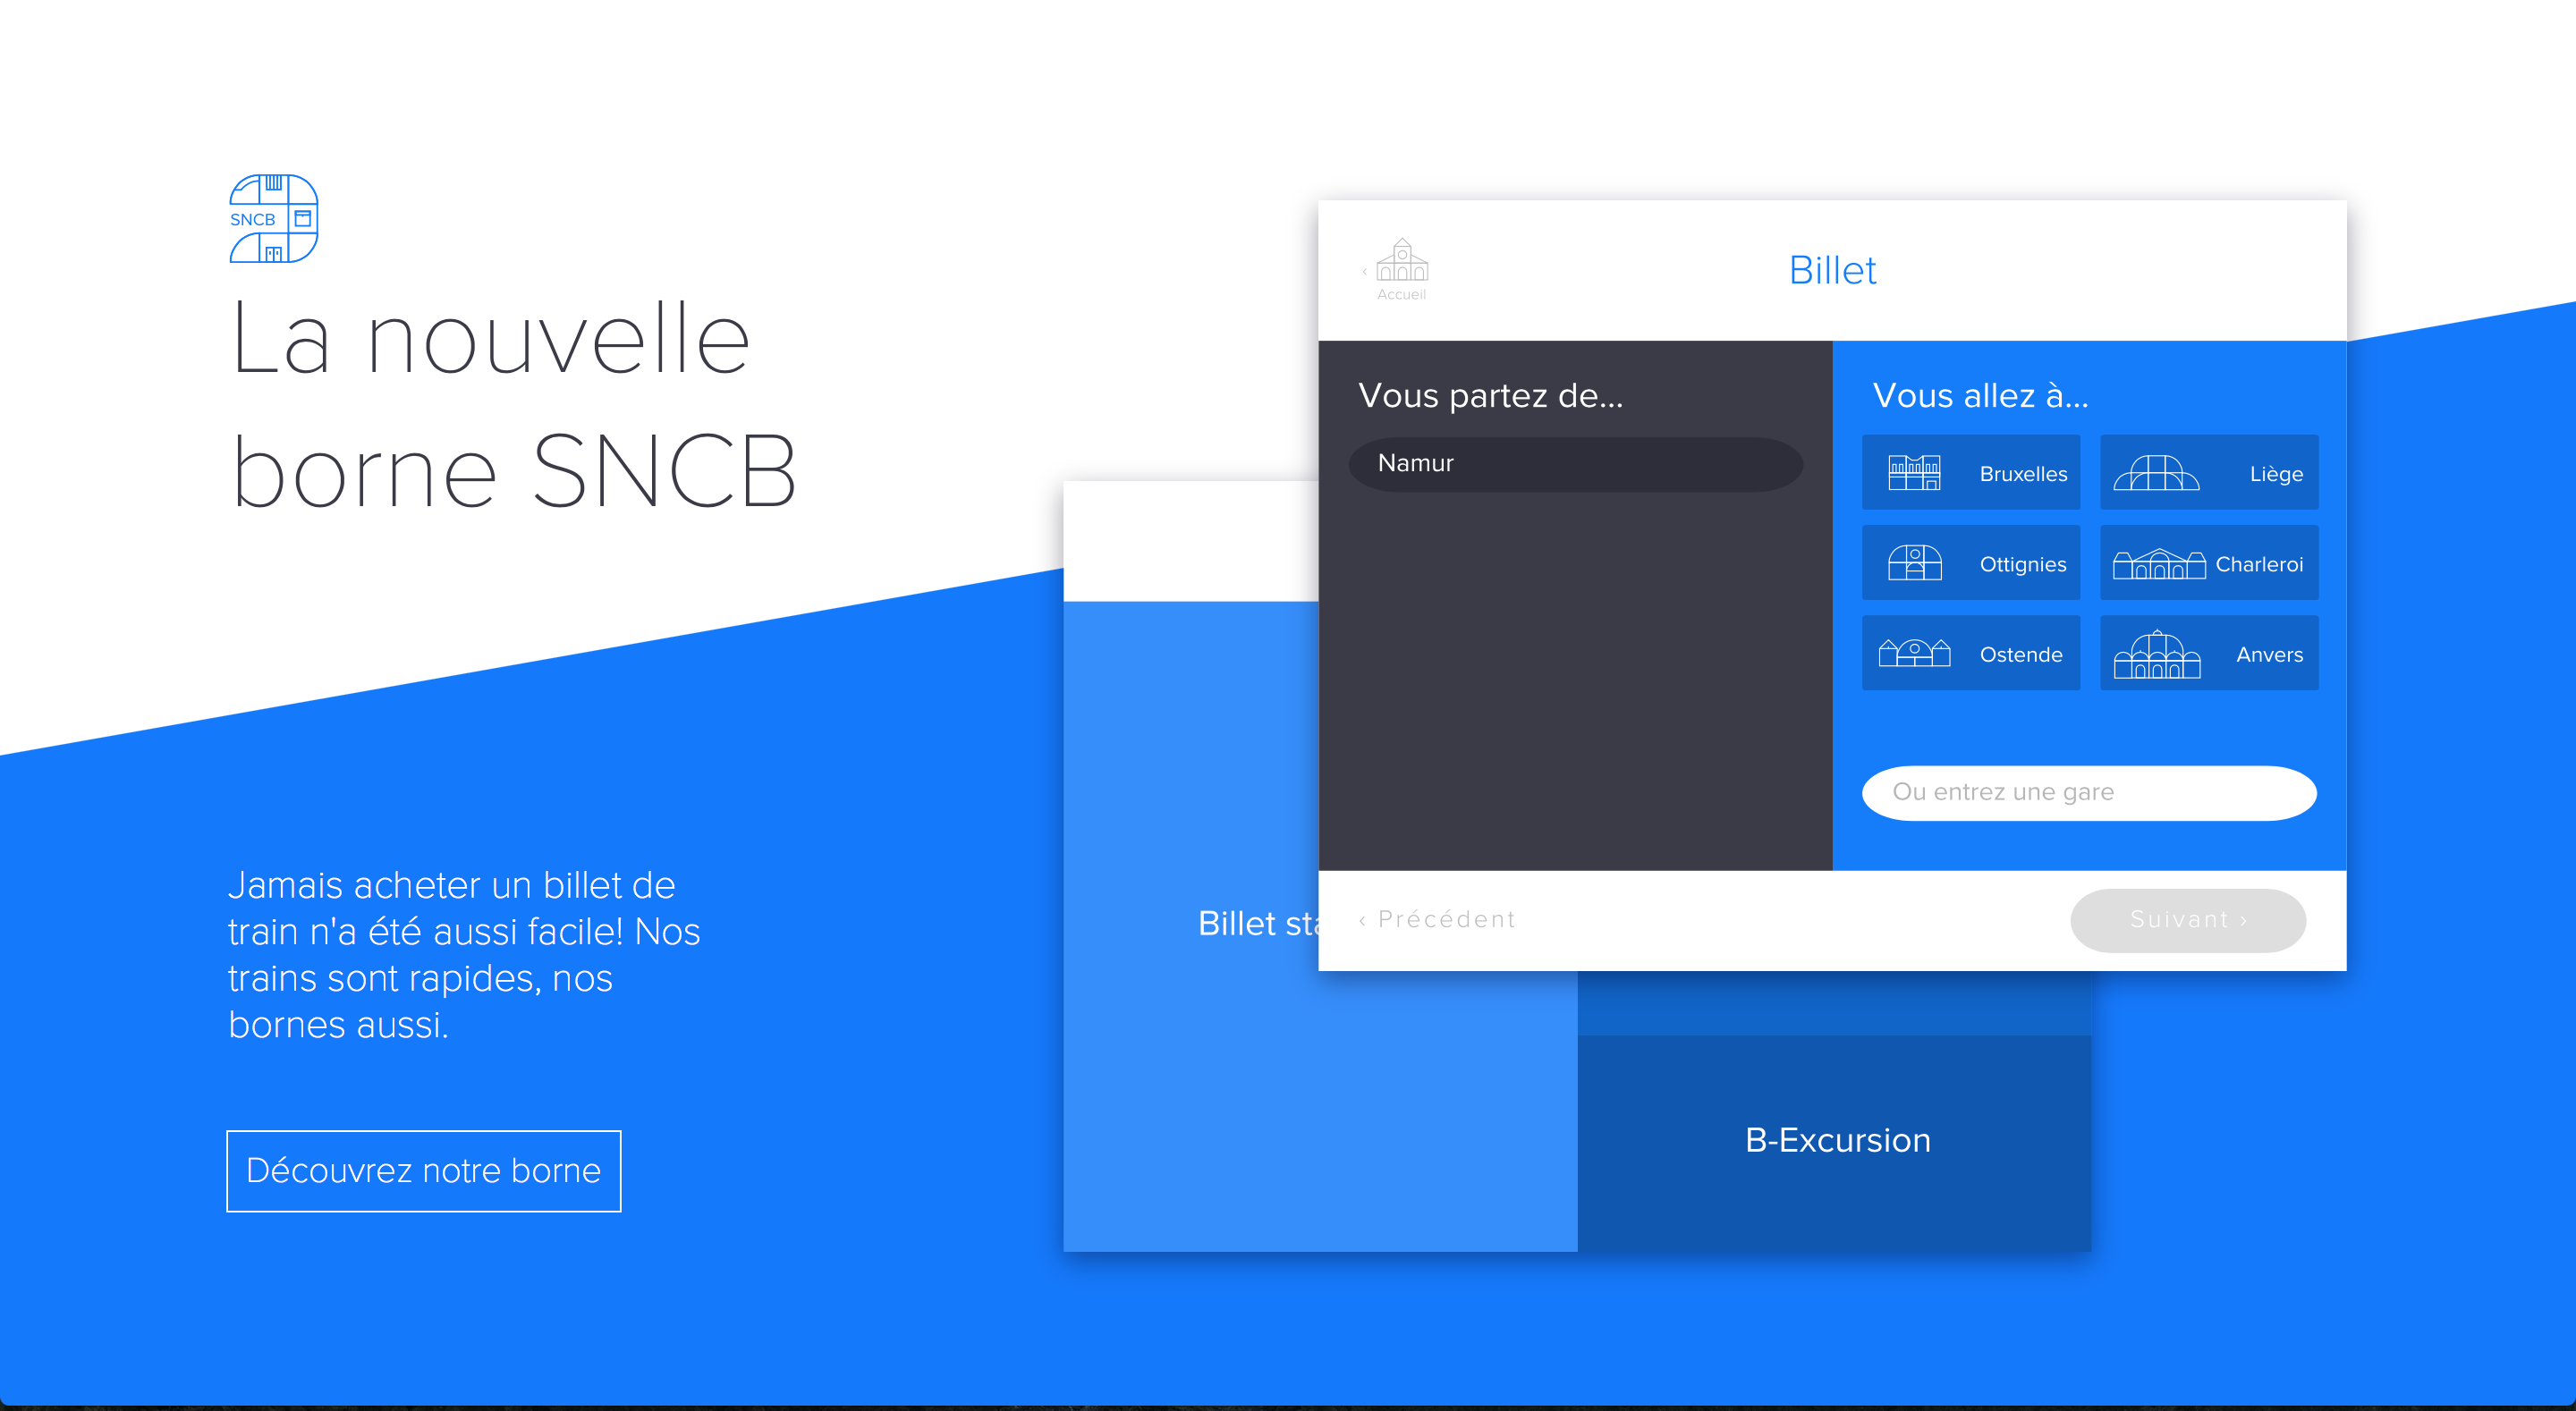 SNCB
La nouvelle
borne SNCB
Jamais acheter un billet de
train n'a été aussi facile! Nos
trains sont rapides, nos
bornes aussi.
Découvrez notre borne
‹
Accueil
Billet
Vous partez de...
Namur
Vous allez à...
Bruxelles
Liège
Ottignies
Charleroi
Ostende
Anvers
Ou entrez une gare
‹ Précédent
Suivant ›
Billet
B-Excursion